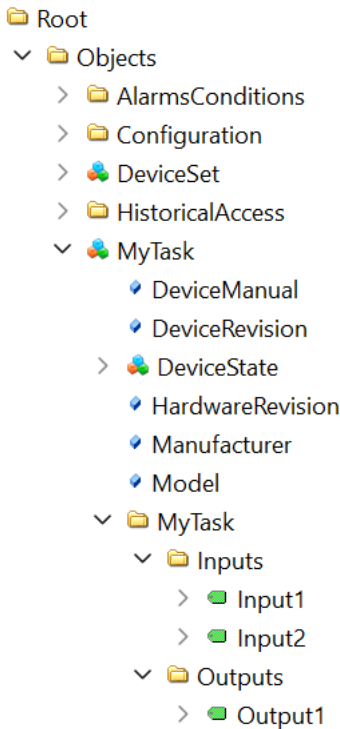 Root
Objects
AlarmsConditions
Configuration
DeviceSet
HistoricalAccess
MyTask
DeviceManual
DeviceRevision
DeviceState
HardwareRevision
Manufacturer
Model
MyTask
Inputs
Input1
Input2
Outputs
Output1